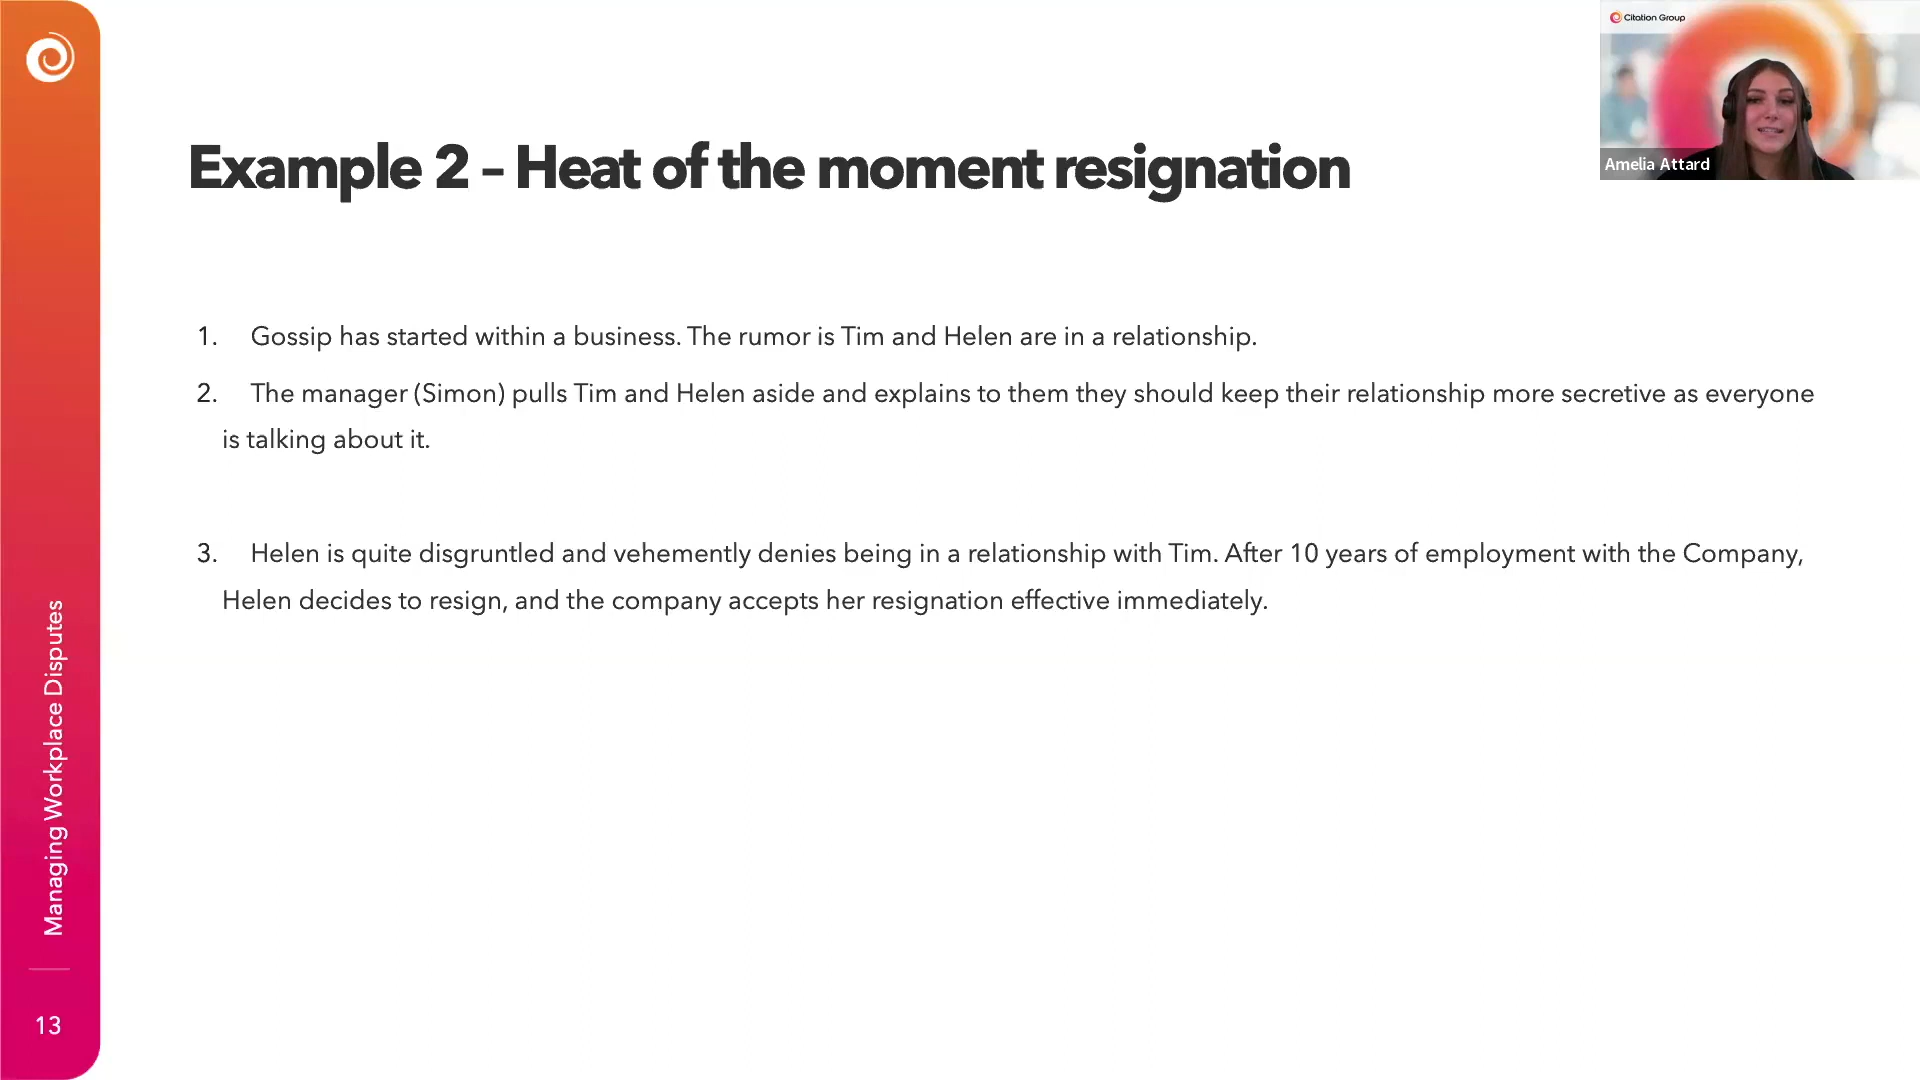 Citation Group
Amelia Attard
Example 2 – Heat of the moment resignation
1. Gossip has started within a business. The rumor is Tim and Helen are in a relationship.
2. The manager (Simon) pulls Tim and Helen aside and explains to them they should keep their relationship more secretive as everyone
is talking about it.
3. Helen is quite disgruntled and vehemently denies being in a relationship with Tim. After 10 years of employment with the Company,
Helen decides to resign, and the company accepts her resignation effective immediately.
Managing Workplace Disputes
13